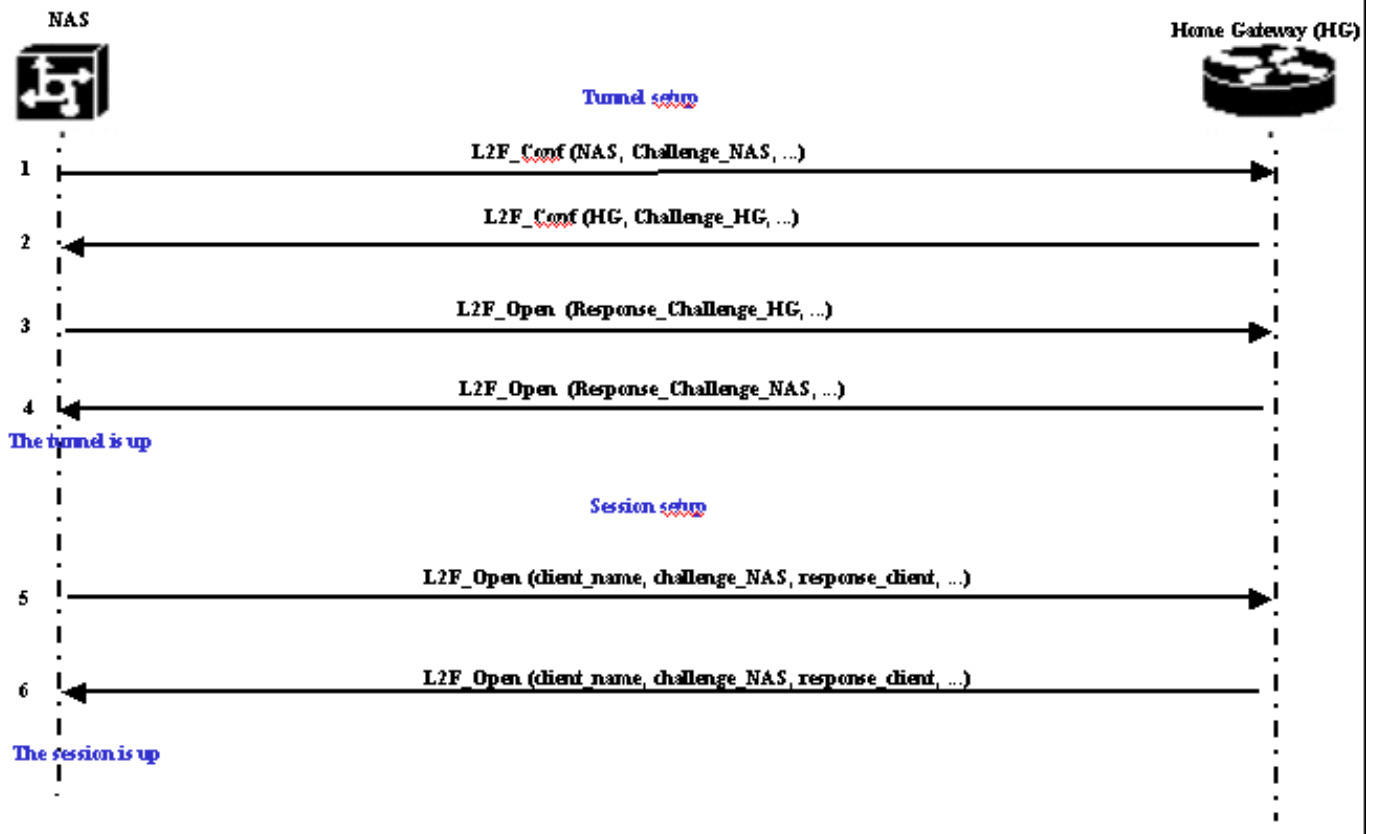 NAS
Home Gateway (HG)
Tunnel setup
1
L2F_Conf (NAS, Challenge_NAS, ...)
2
L2F_Conf (HG, Challenge_HG, ...)
3
L2F_Open (Response_Challenge_HG, ...)
4
L2F_Open (Response_Challenge_NAS, ...)
The tunnel is up
Session setup
5
L2F_Open (client_name, challenge_NAS, response_client, ...)
6
L2F_Open (client_name, challenge_NAS, response_client, ...)
The session is up